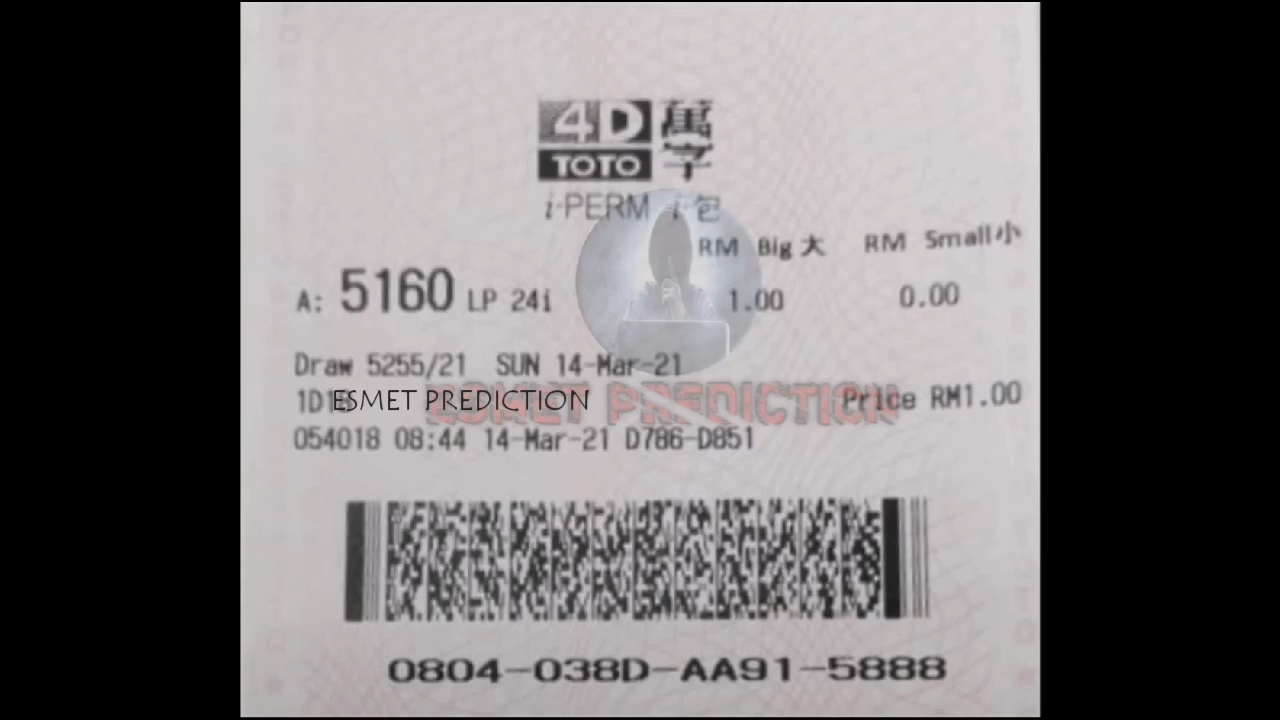 4D 萬字
TOTO
i-PERM i-包
RM Big 大 RM Small 小
A: 5160 LP 24i 1.00 0.00
Draw 5255/21 SUN 14-Mar-21
ESMET PREDICTION ESMET PREDICTION Price RM1.00
054018 08:44 14-Mar-21 D786-D851
0804-038D-AA91-5888